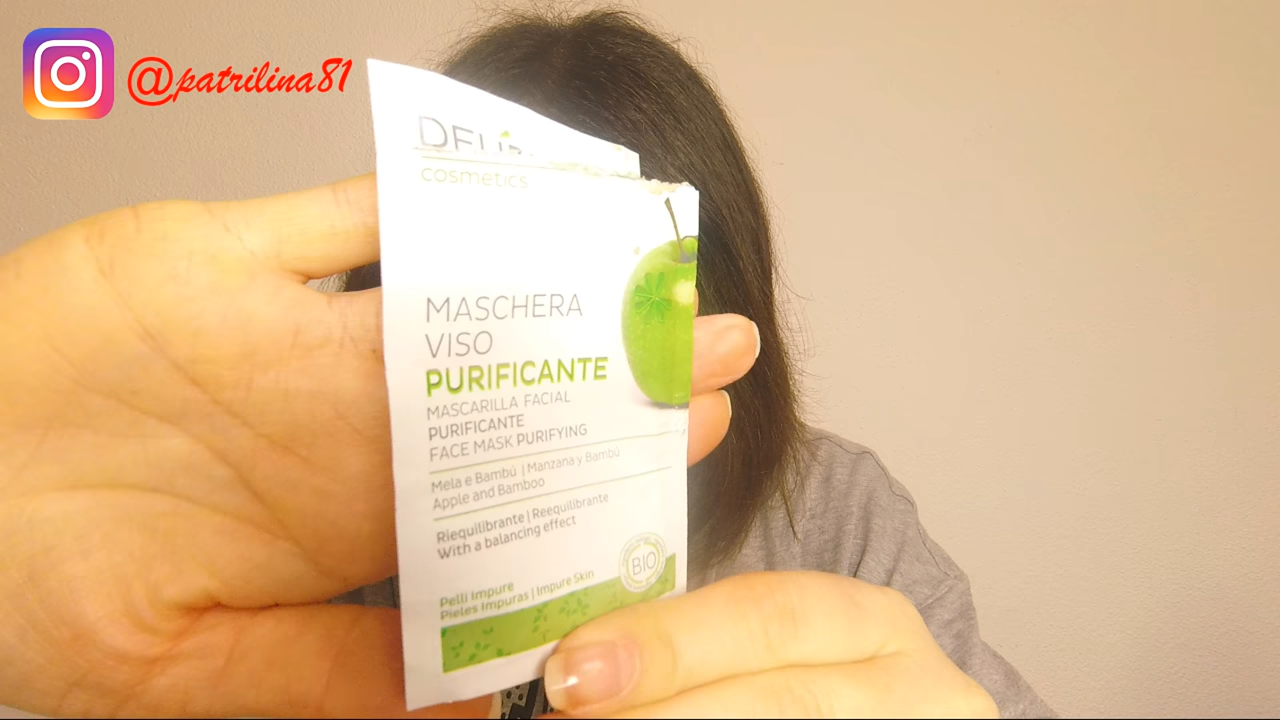 @patrilina81
cosmetics
MASCHERA
VISO
PURIFICANTE
MASCARILLA FACIAL
PURIFICANTE
FACE MASK PURIFYING
Mela e Bambù | Manzana y Bambù
Apple and Bamboo
Riequilibrante | Reequilibrante
With a balancing effect
Pelli Impure
Pieles Impuras | Impure Skin
BIO